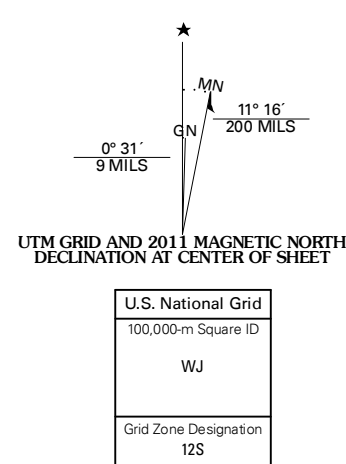 ★
MN
GN
11° 16´
200 MILS
0° 31´
9 MILS
UTM GRID AND 2011 MAGNETIC NORTH
DECLINATION AT CENTER OF SHEET
U.S. National Grid
100,000-m Square ID
WJ
Grid Zone Designation
12S